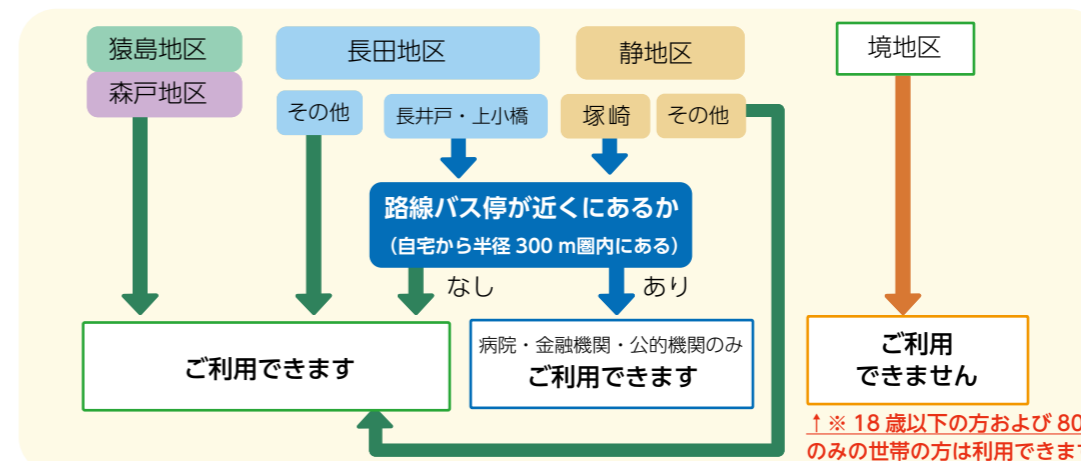 猿島地区
森戸地区
長田地区
静地区
境地区
その他
長井戸・上小橋
塚崎
その他
路線バス停が近くにあるか
（自宅から半径 300 m圏内にある）
なし
あり
ご利用できます
病院・金融機関・公的機関のみ
ご利用できます
ご利用
できません
↑※ 18 歳以下の方および 80
のみの世帯の方は利用できま